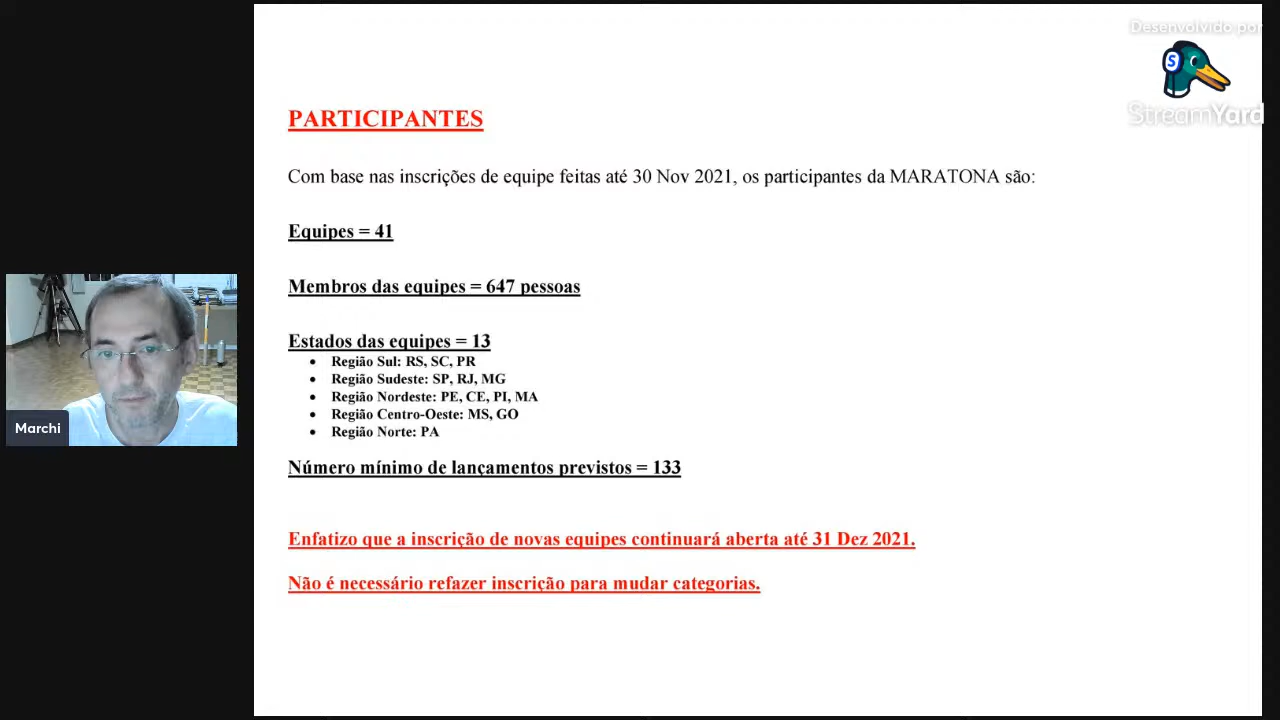 Desenvolvido por
S
StreamYard
PARTICIPANTES
Com base nas inscrições de equipe feitas até 30 Nov 2021, os participantes da MARATONA são:
Equipes = 41
Membros das equipes = 647 pessoas
Estados das equipes = 13
• Região Sul: RS, SC, PR
• Região Sudeste: SP, RJ, MG
• Região Nordeste: PE, CE, PI, MA
• Região Centro-Oeste: MS, GO
• Região Norte: PA
Número mínimo de lançamentos previstos = 133
Enfatizo que a inscrição de novas equipes continuará aberta até 31 Dez 2021.
Não é necessário refazer inscrição para mudar categorias.
Marchi